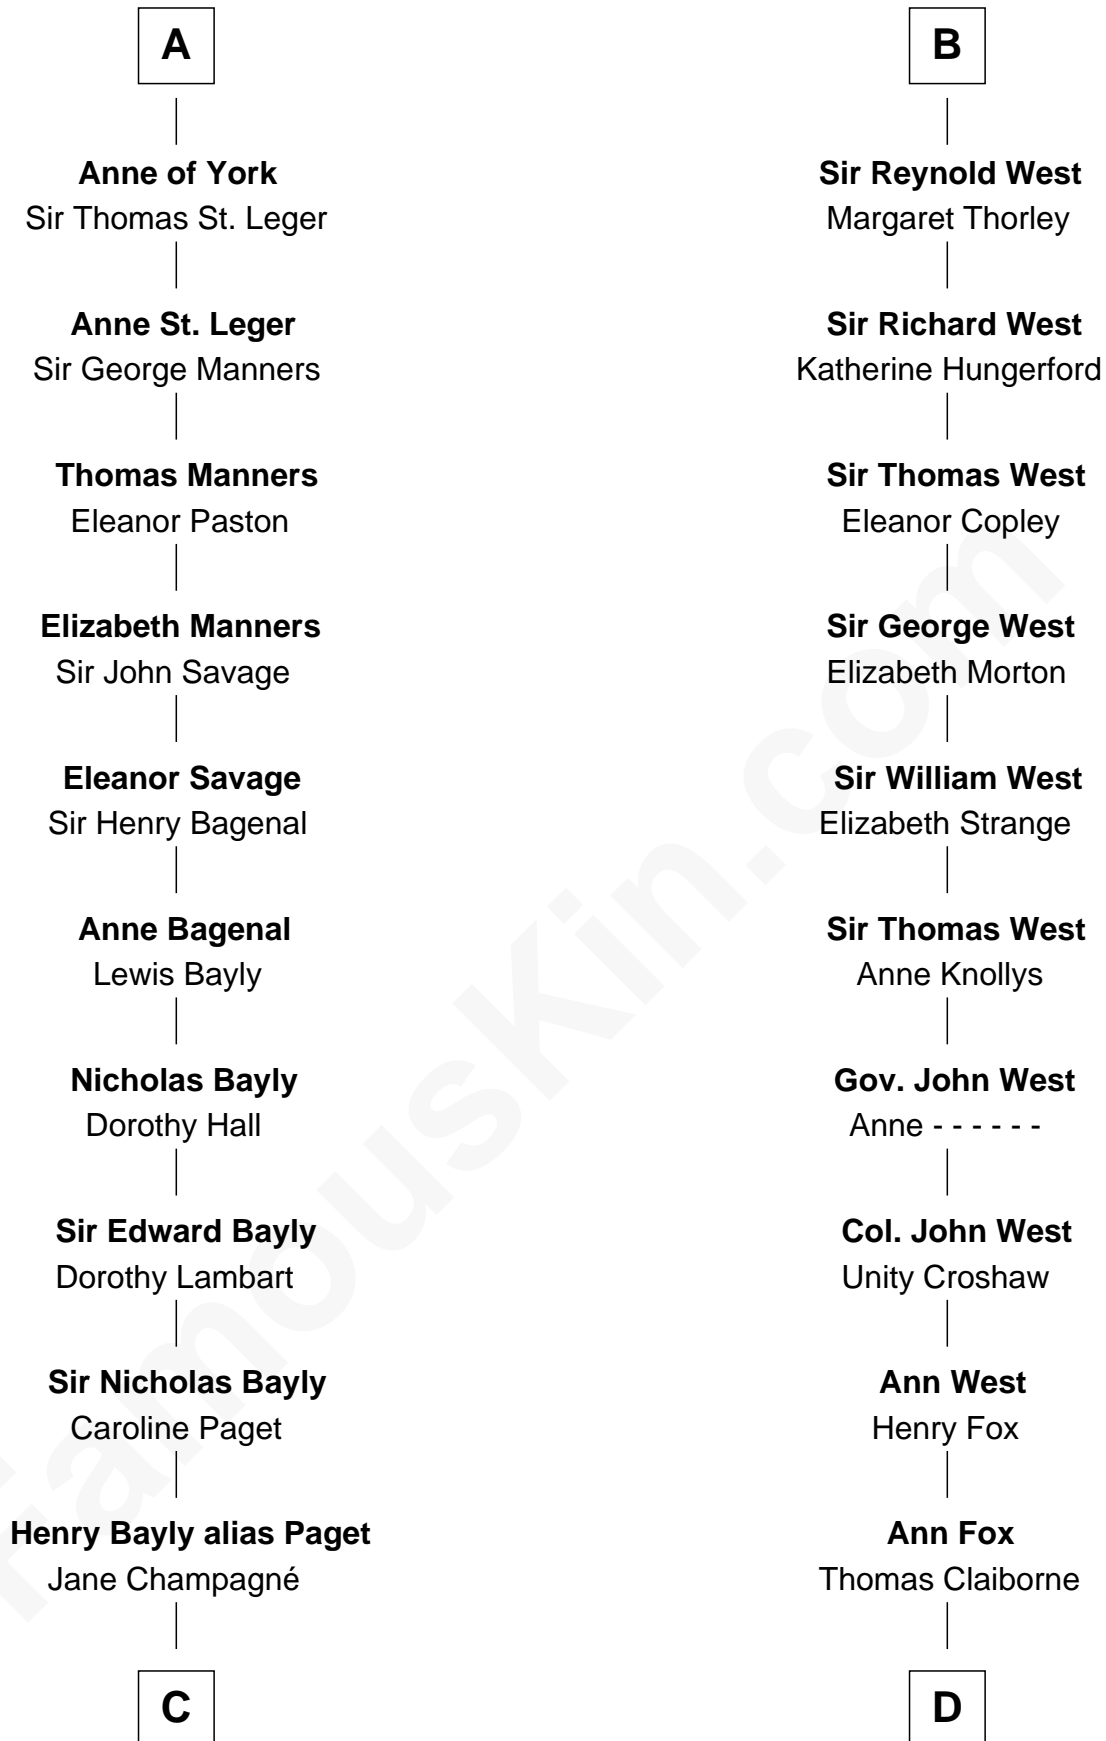 A
Anne of York
Sir Thomas St. Leger
Anne St. Leger
Sir George Manners
Thomas Manners
Eleanor Paston
Elizabeth Manners
Sir John Savage
Eleanor Savage
Sir Henry Bagenal
Anne Bagenal
Lewis Bayly
Nicholas Bayly
Dorothy Hall
Sir Edward Bayly
Dorothy Lambart
Sir Nicholas Bayly
Caroline Paget
Henry Bayly alias Paget
Jane Champagné
C
B
Sir Reynold West
Margaret Thorley
Sir Richard West
Katherine Hungerford
Sir Thomas West
Eleanor Copley
Sir George West
Elizabeth Morton
Sir William West
Elizabeth Strange
Sir Thomas West
Anne Knollys
Gov. John West
Anne - - - - - -
Col. John West
Unity Croshaw
Ann West
Henry Fox
Ann Fox
Thomas Claiborne
D
famouskin.com